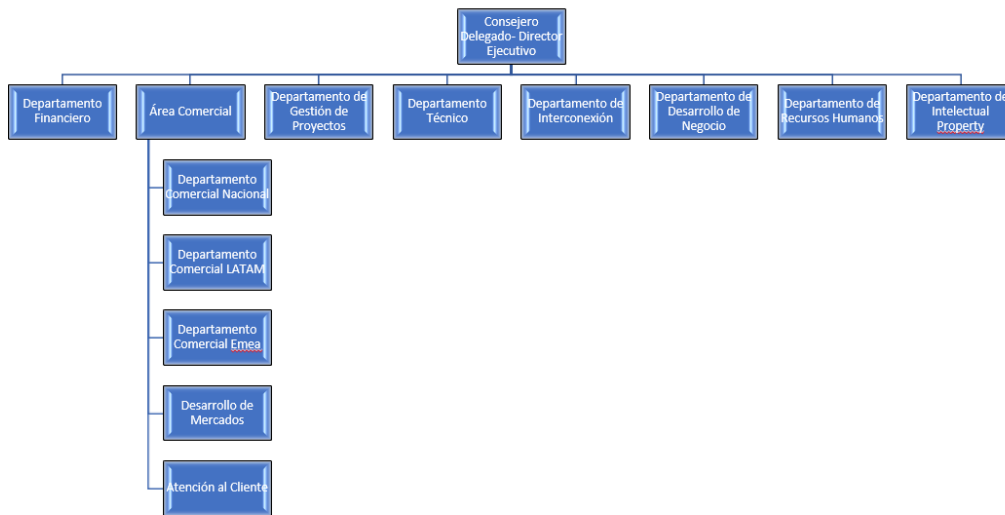 Consejero
Delegado- Director
Ejecutivo
Departamento
Financiero
Área Comercial
Departamento de
Gestión de
Proyectos
Departamento
Técnico
Departamento de
Interconexión
Departamento de
Desarrollo de
Negocio
Departamento de
Recursos Humanos
Departamento de
Intelectual
Property
Departamento
Comercial Nacional
Departamento
Comercial LATAM
Departamento
Comercial Emea
Desarrollo de
Mercados
Atención al Cliente